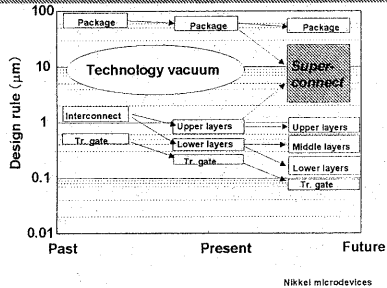 Design rule (μm)
100
10
1
0.1
0.01
Package
Package
Package
Technology vacuum
Super-
connect
Interconnect
Upper layers
Upper layers
Tr. gate
Lower layers
Middle layers
Tr. gate
Lower layers
Tr. gate
Past
Present
Future
Nikkei microdevices